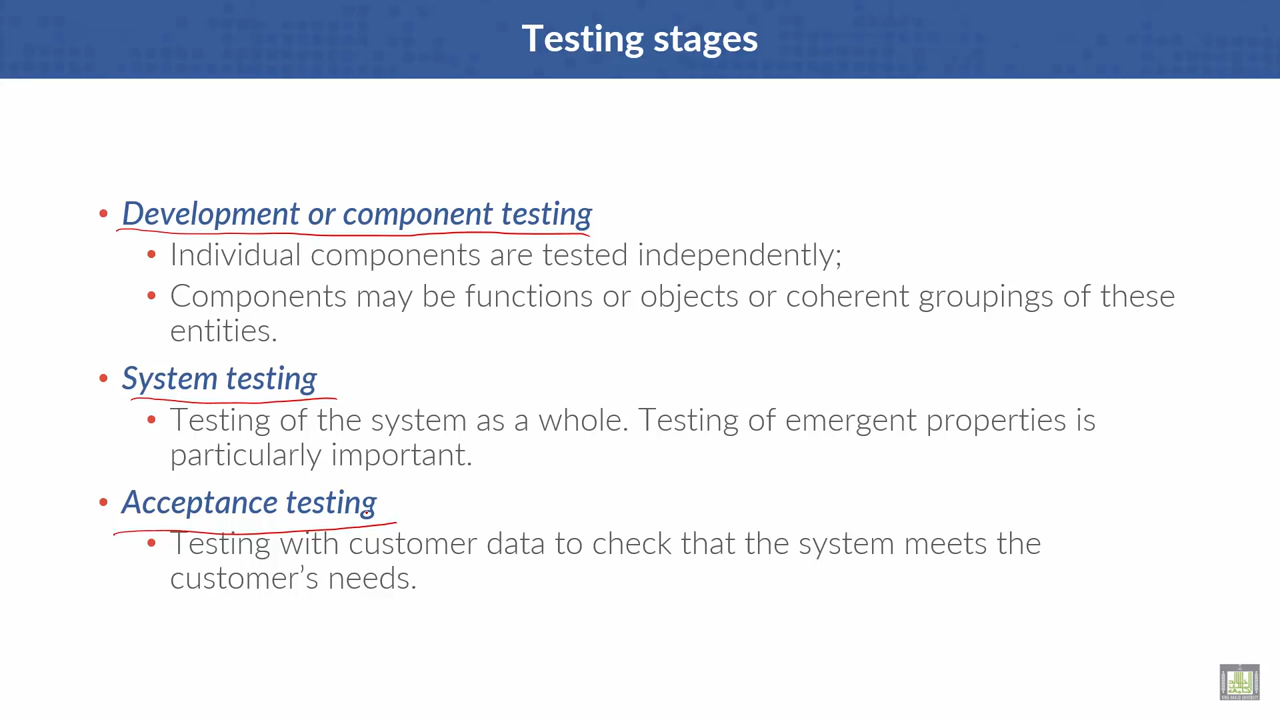 Testing stages
• Development or component testing
• Individual components are tested independently;
• Components may be functions or objects or coherent groupings of these
entities.
• System testing
• Testing of the system as a whole. Testing of emergent properties is
particularly important.
• Acceptance testing
• Testing with customer data to check that the system meets the
customer’s needs.